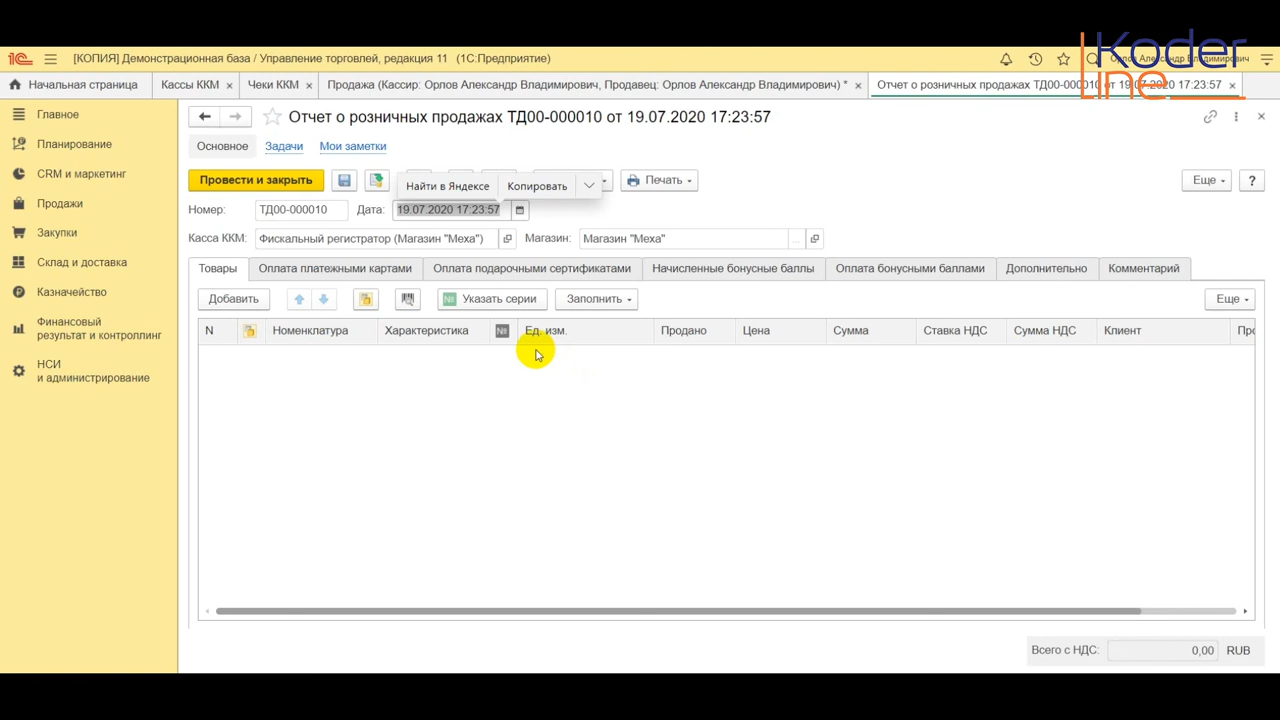 Koder
line
[КОПИЯ] Демонстрационная база / Управление торговлей, редакция 11 (1С:Предприятие)
Орлов Александр Владимирович
Начальная страница
Кассы ККМ ×
Чеки ККМ ×
Продажа (Кассир: Орлов Александр Владимирович, Продавец: Орлов Александр Владимирович) * ×
Отчет о розничных продажах ТД00-000010 от 19.07.2020 17:23:57 ×
Главное
Планирование
CRM и маркетинг
Продажи
Закупки
Склад и доставка
Казначейство
Финансовый
результат и контроллинг
НСИ
и администрирование
Отчет о розничных продажах ТД00-000010 от 19.07.2020 17:23:57
Основное Задачи Мои заметки
Провести и закрыть Найти в Яндексе Копировать Печать Еще ?
Номер: ТД00-000010 Дата: 19.07.2020 17:23:57
Касса ККМ: Фискальный регистратор (Магазин "Меха") Магазин: Магазин "Меха" ...
Товары Оплата платежными картами Оплата подарочными сертификатами Начисленные бонусные баллы Оплата бонусными баллами Дополнительно Комментарий
Добавить № Указать серии Заполнить Еще
N Номенклатура Характеристика № Ед. изм. Продано Цена Сумма Ставка НДС Сумма НДС Клиент Прс
Всего с НДС: 0,00 RUB